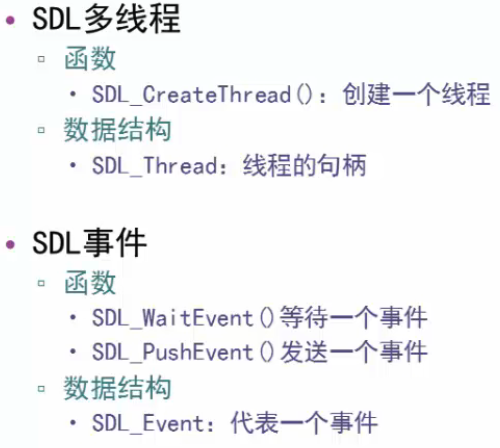 SDL多线程
函数
SDL_CreateThread()：创建一个线程
数据结构
SDL_Thread：线程的句柄
SDL事件
函数
SDL_WaitEvent()等待一个事件
SDL_PushEvent()发送一个事件
数据结构
SDL_Event：代表一个事件